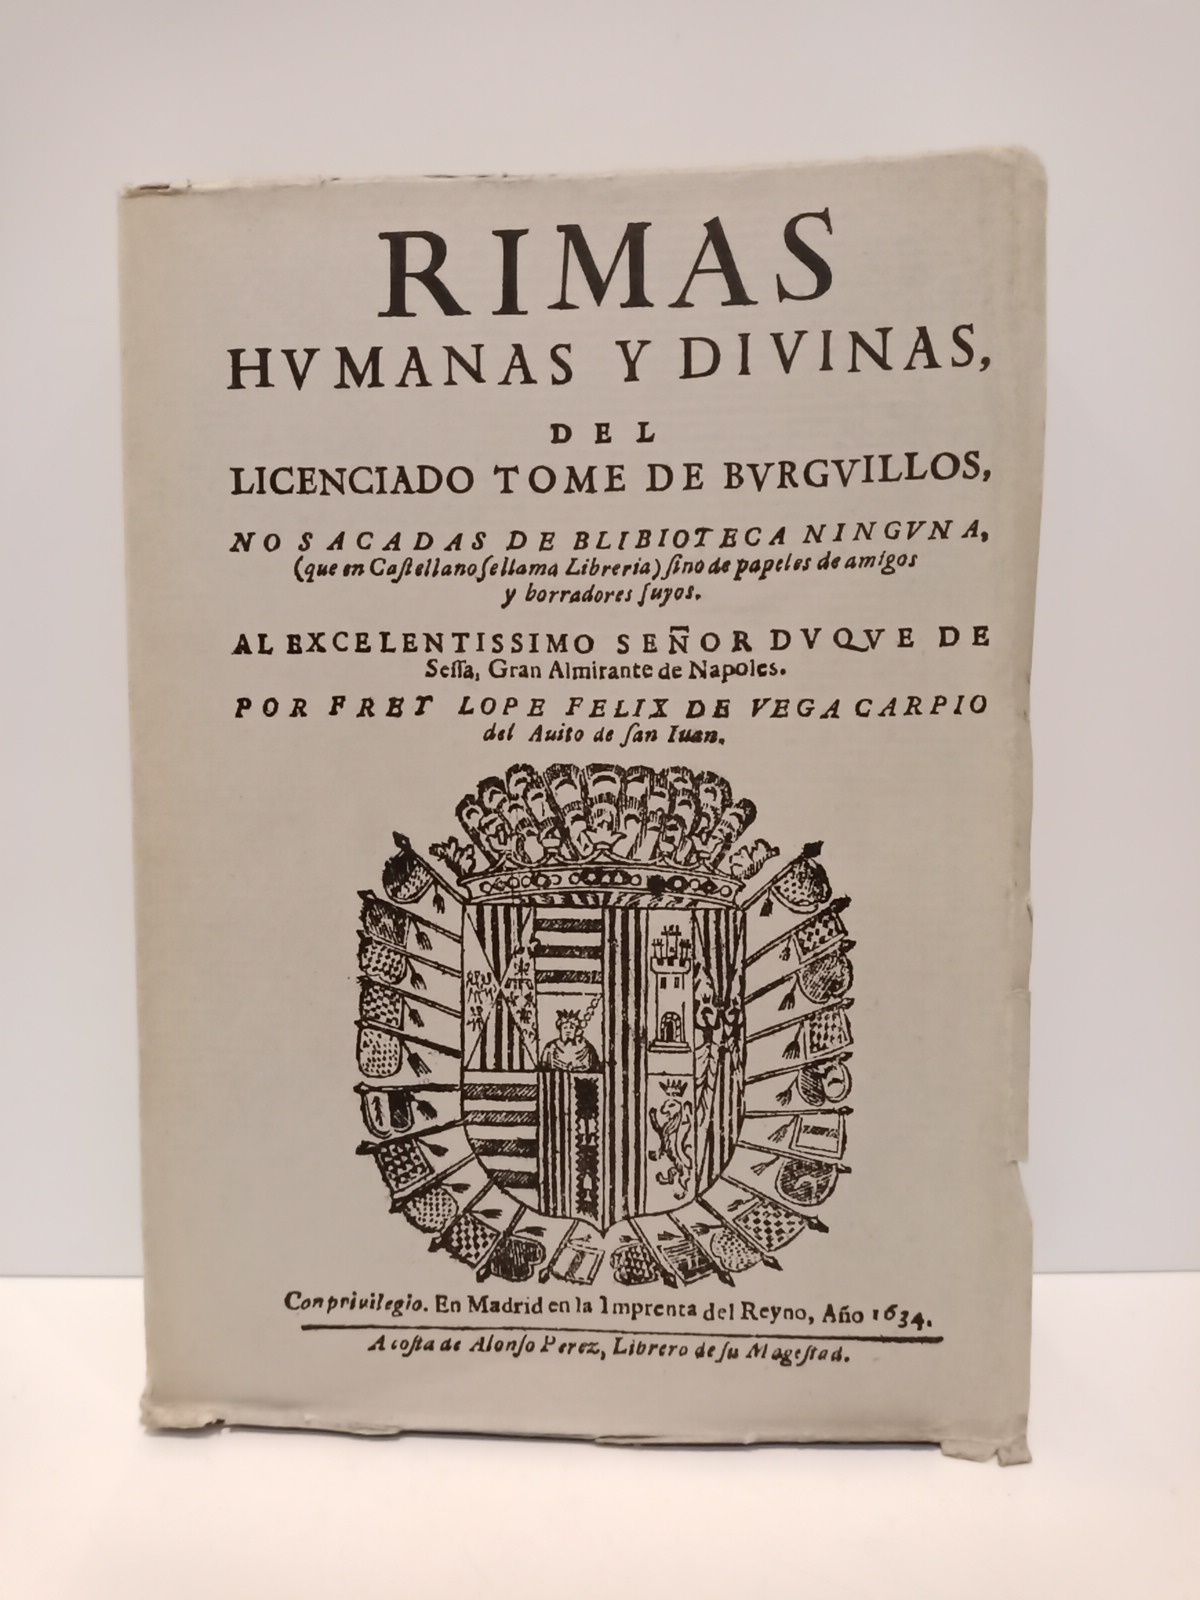 RIMAS
HVMANAS Y DIVINAS,
DEL
LICENCIADO TOME DE BVRGVILLOS,
NO SACADAS DE BLIBIOTECA NINGVNA,
(que en Caſtellano ſe llama Libreria) ſino de papeles de amigos
y borradores ſuyos.
AL EXCELENTISSIMO SEÑOR DVQVE DE
Seſſa, Gran Almirante de Napoles.
POR FREY LOPE FELIX DE VEGA CARPIO
del Auito de ſan Iuan.
Con priuilegio. En Madrid en la Imprenta del Reyno, Año 1634.
A coſta de Alonſo Perez, Librero de ſu Mageſtad.